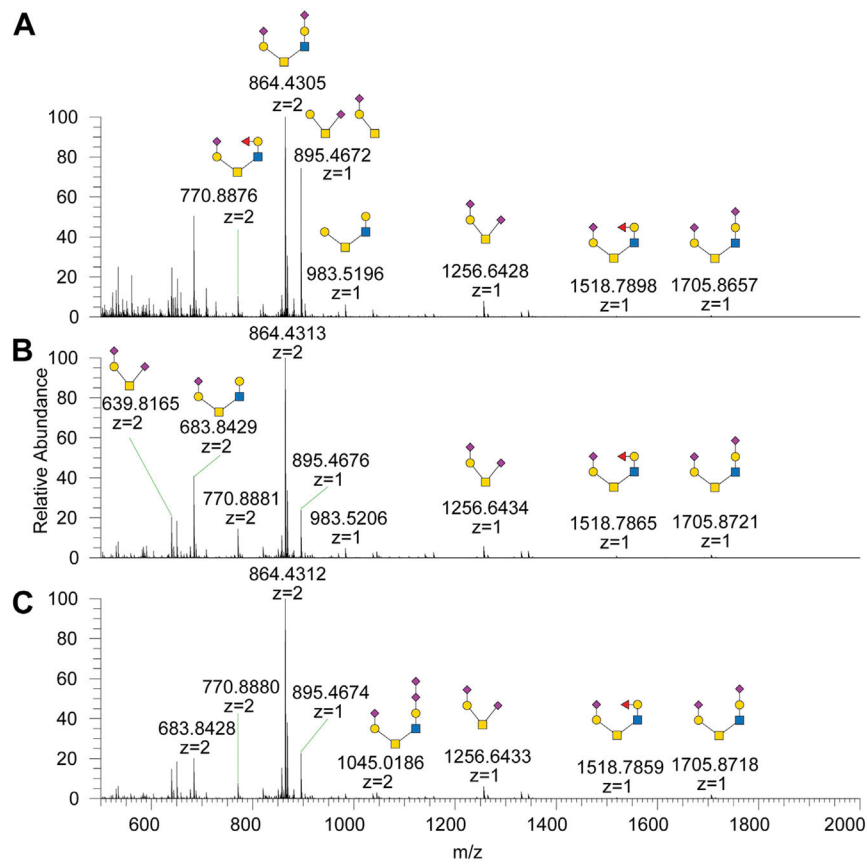 A
864.4305
z=2
100
80
60
40
20
0
770.8876
z=2
895.4672
z=1
983.5196
z=1
1256.6428
z=1
1518.7898
z=1
1705.8657
z=1
B
864.4313
z=2
Relative Abundance
100
80
60
40
20
0
639.8165
z=2
683.8429
z=2
770.8881
z=2
895.4676
z=1
983.5206
z=1
1256.6434
z=1
1518.7865
z=1
1705.8721
z=1
C
864.4312
z=2
100
80
60
40
20
0
683.8428
z=2
770.8880
z=2
895.4674
z=1
1045.0186
z=2
1256.6433
z=1
1518.7859
z=1
1705.8718
z=1
600 800 1000 1200 1400 1600 1800 2000
m/z